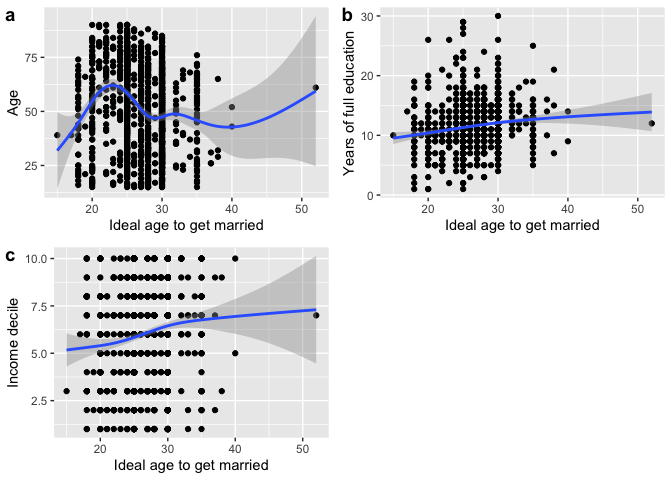 a
Age
75
50
25
20
30
40
50
Ideal age to get married
b
Years of full education
30
20
10
0
20
30
40
50
Ideal age to get married
c
Income decile
10.0
7.5
5.0
2.5
20
30
40
50
Ideal age to get married